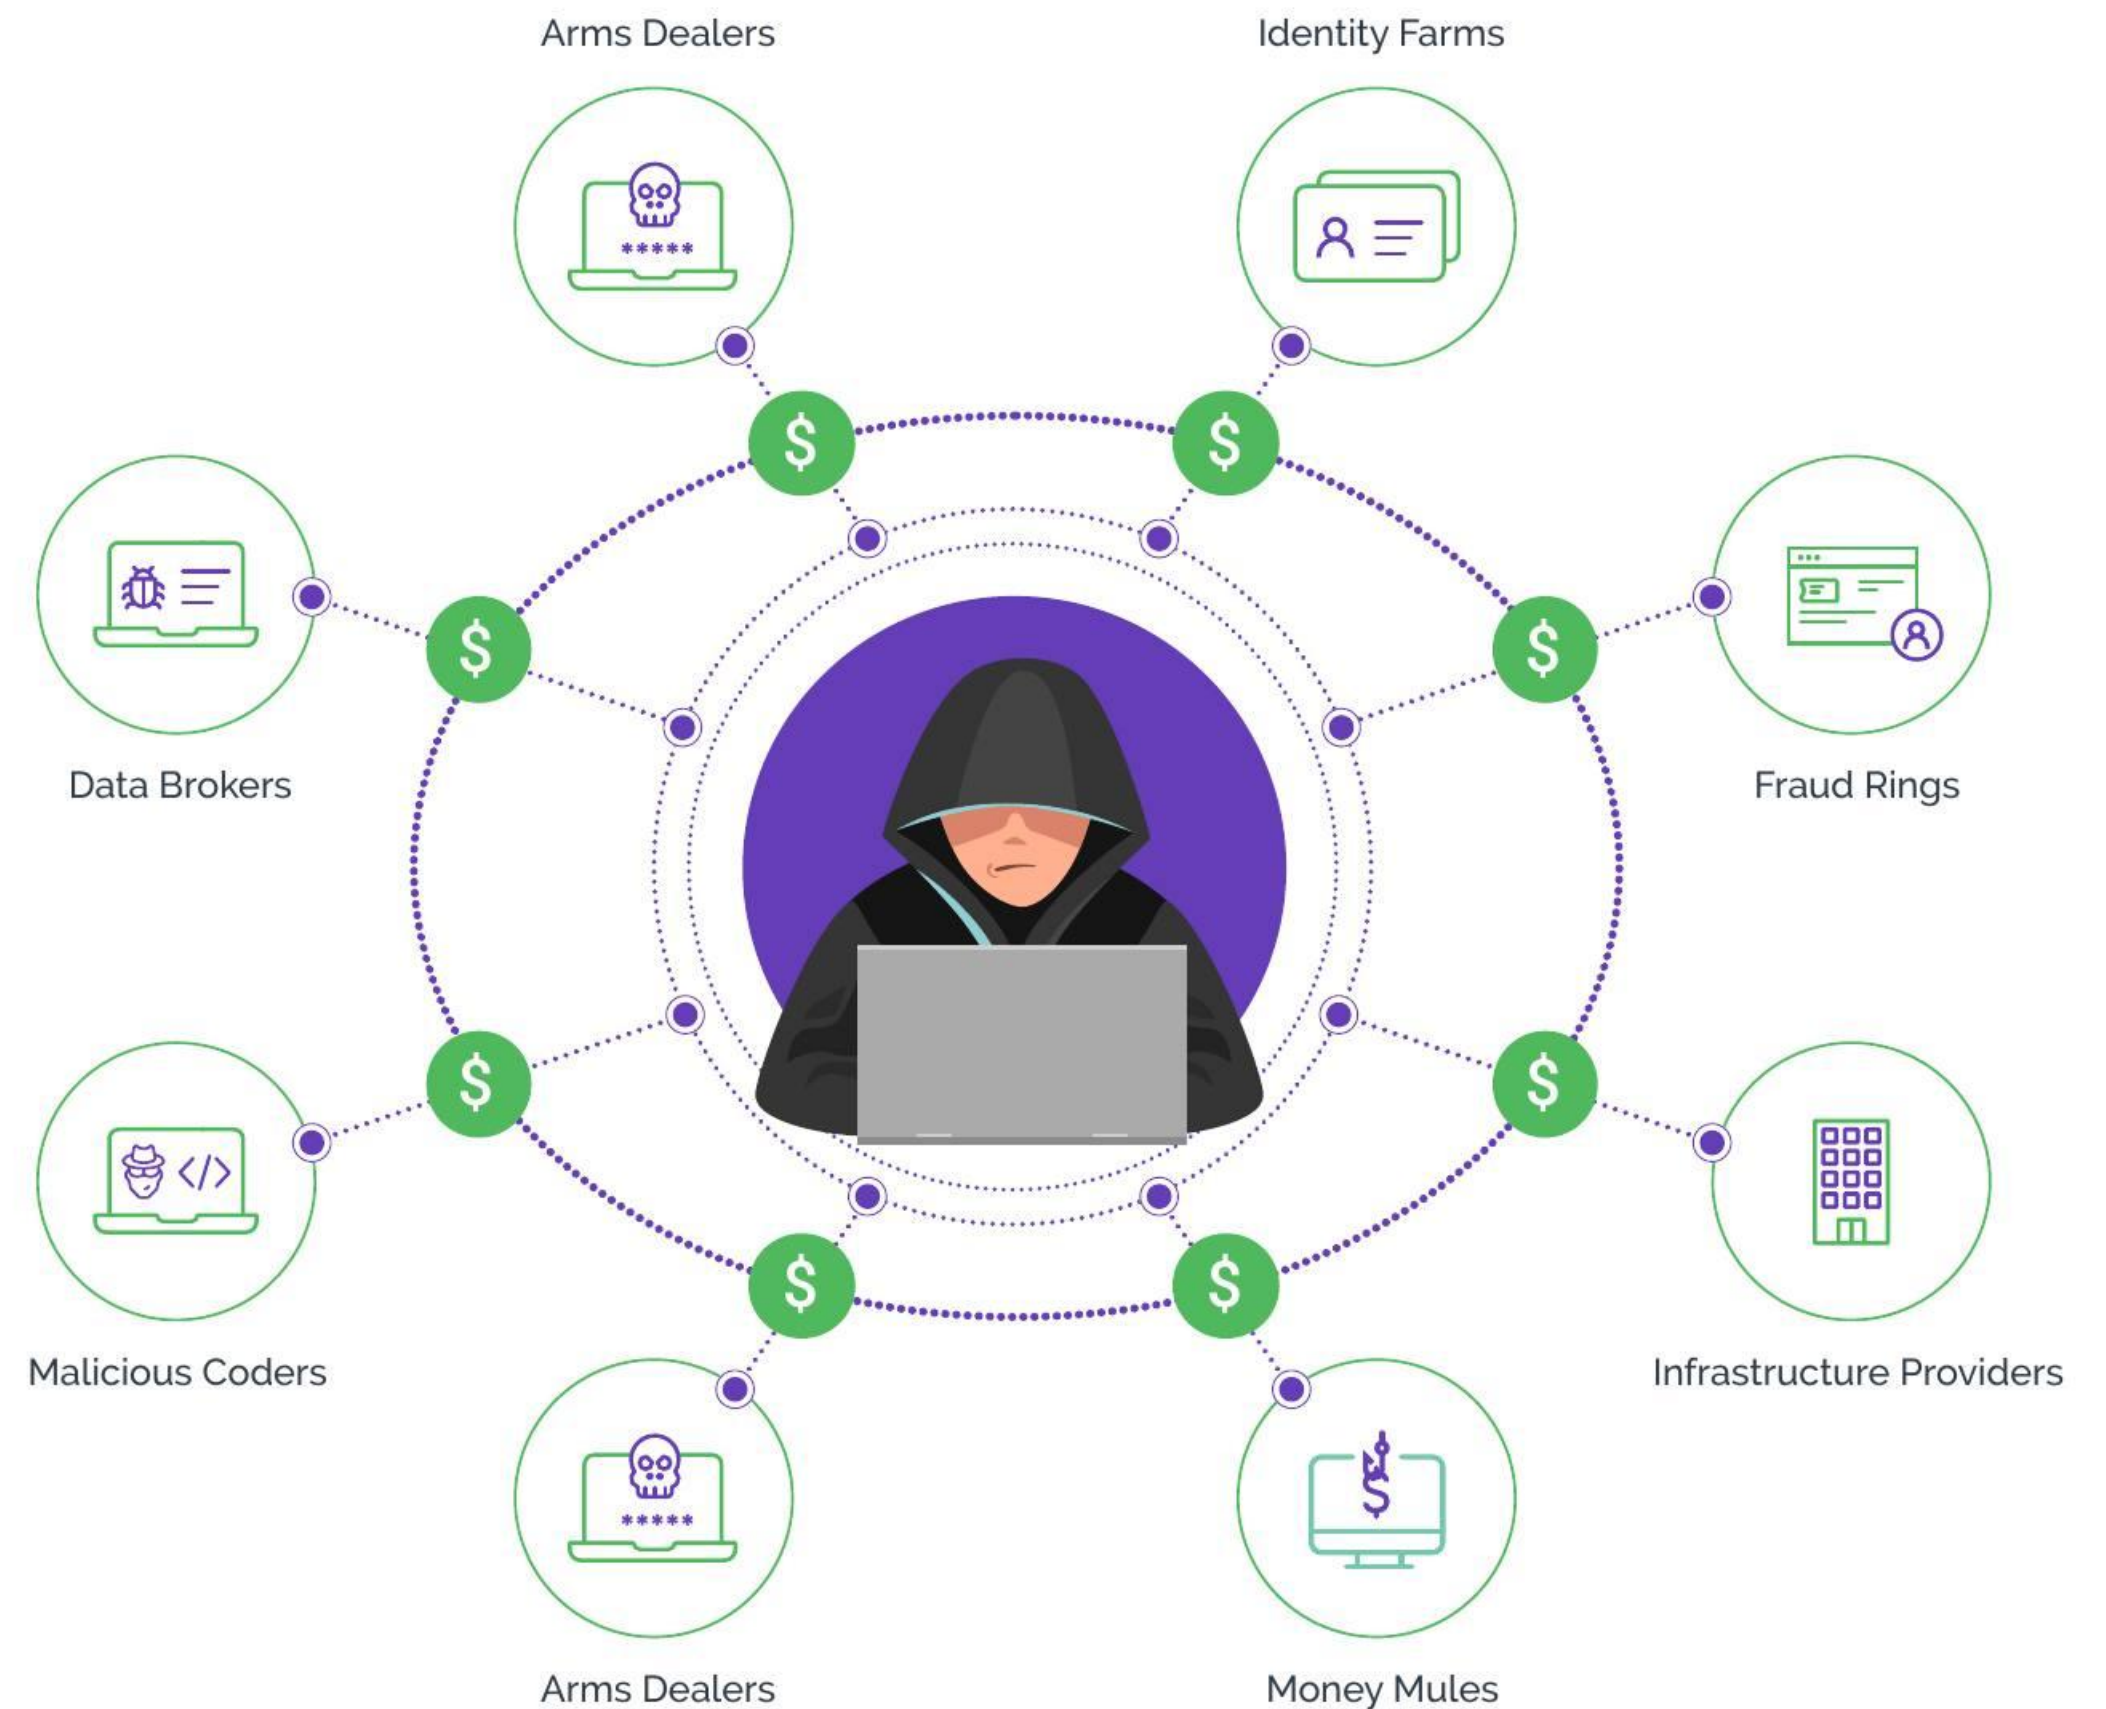 Arms Dealers
Identity Farms
$
$
*****
$
$
Data Brokers
Fraud Rings
$
$
</>
$
$
Malicious Coders
Infrastructure Providers
*****
$
Arms Dealers
Money Mules